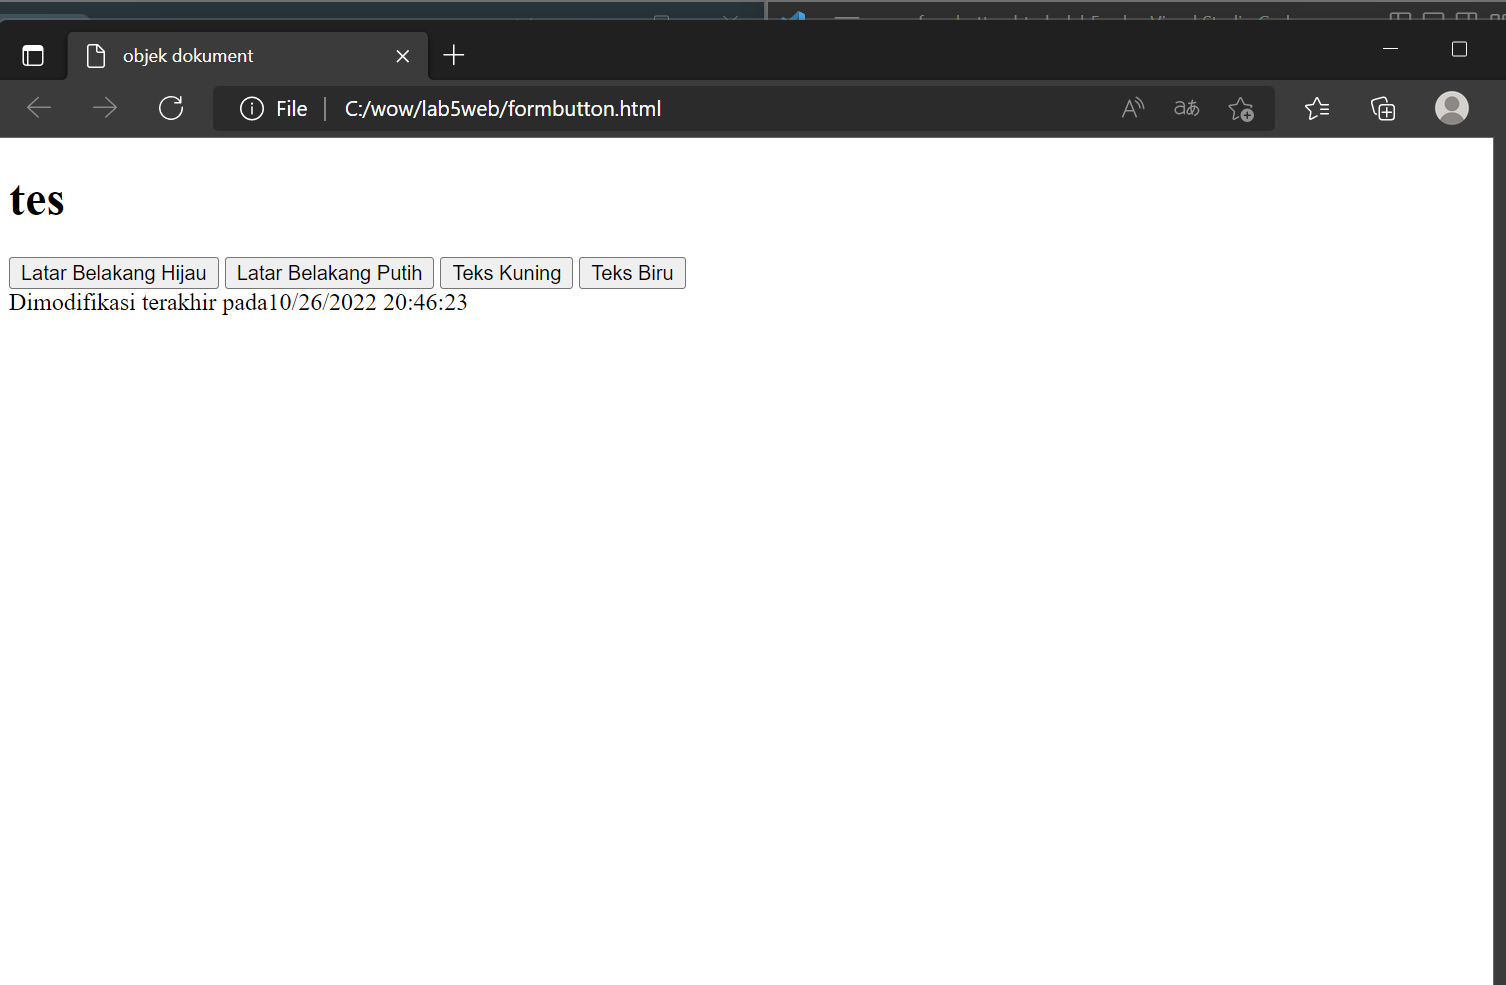 objek dokument
File C:/wow/lab5web/formbutton.html
tes
Latar Belakang Hijau Latar Belakang Putih Teks Kuning Teks Biru
Dimodifikasi terakhir pada10/26/2022 20:46:23